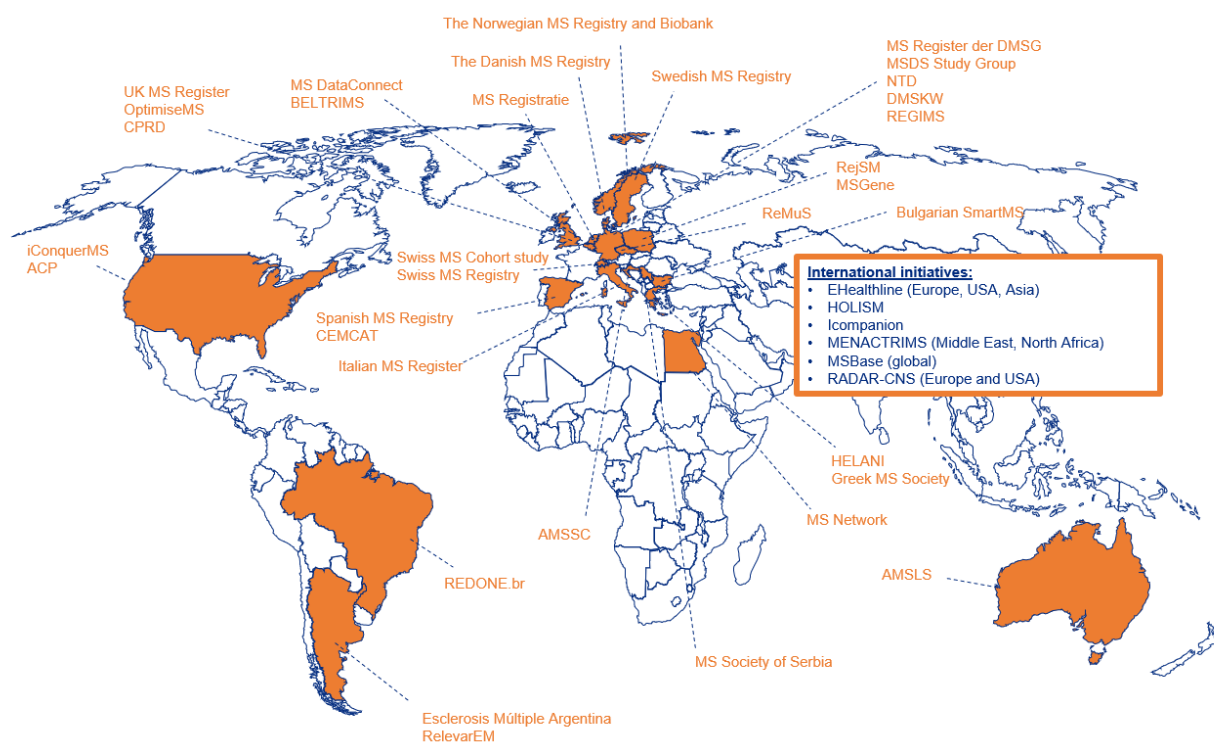 The Norwegian MS Registry and Biobank
The Danish MS Registry
Swedish MS Registry
MS Register der DMSG
MSDS Study Group
NTD
DMSKW
REGIMS
MS DataConnect
BELTRIMS
UK MS Register
OptimiseMS
CPRD
MS Registratie
RejSM
MSGene
ReMuS
Bulgarian SmartMS
iConquerMS
ACP
Swiss MS Cohort study
Swiss MS Registry
Spanish MS Registry
CEMCAT
Italian MS Register
International initiatives:
• EHealthline (Europe, USA, Asia)
• HOLISM
• Icompanion
• MENACTRIMS (Middle East, North Africa)
• MSBase (global)
• RADAR-CNS (Europe and USA)
HELANI
Greek MS Society
MS Network
AMSSC
REDONE.br
AMSLS
MS Society of Serbia
Esclerosis Múltiple Argentina
RelevarEM